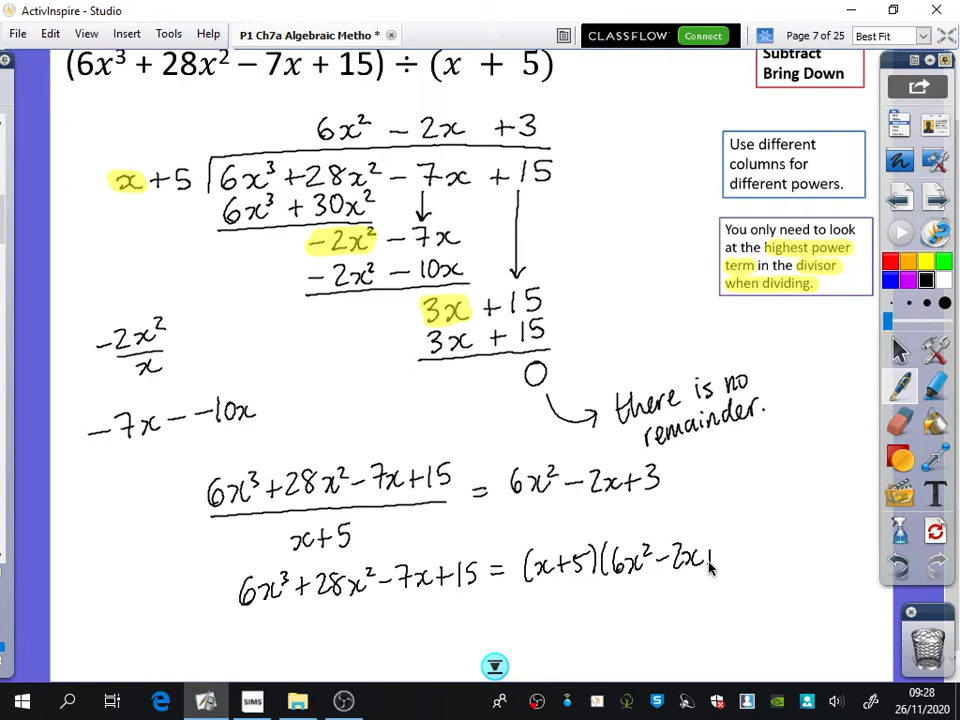 ActivInspire - Studio
File Edit View Insert Tools Help P1 Ch7a Algebraic Metho * CLASSFLOW Connect Page 7 of 25 Best Fit
(6x³ + 28x² − 7x + 15) ÷ (x + 5)
Subtract
Bring Down
6x² − 2x + 3
x + 5 6x³ + 28x² − 7x + 15
6x³ + 30x²
− 2x² − 7x
− 2x² − 10x
3x + 15
3x + 15
0
there is no
remainder.
Use different
columns for
different powers.
You only need to look
at the highest power
term in the divisor
when dividing.
−2x²
x
−7x − −10x
6x³ + 28x² − 7x + 15 = 6x² − 2x + 3
x + 5
6x³ + 28x² − 7x + 15 = (x + 5)(6x² − 2x
SIMS
09:28
26/11/2020